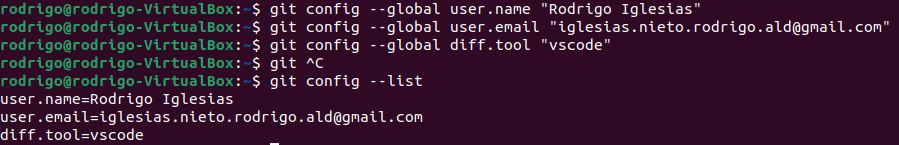 rodrigo@rodrigo-VirtualBox:~$ git config --global user.name "Rodrigo Iglesias"
rodrigo@rodrigo-VirtualBox:~$ git config --global user.email "iglesias.nieto.rodrigo.ald@gmail.com"
rodrigo@rodrigo-VirtualBox:~$ git config --global diff.tool "vscode"
rodrigo@rodrigo-VirtualBox:~$ git ^C
rodrigo@rodrigo-VirtualBox:~$ git config --list
user.name=Rodrigo Iglesias
user.email=iglesias.nieto.rodrigo.ald@gmail.com
diff.tool=vscode